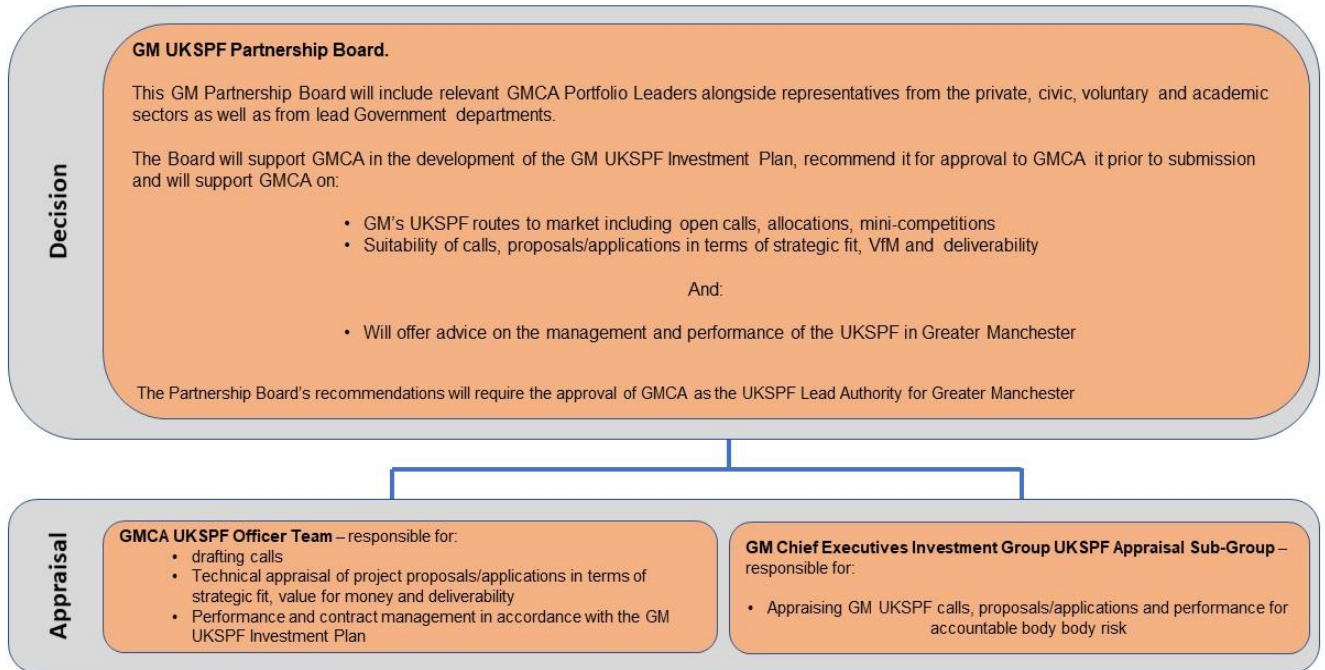 Decision
GM UKSPF Partnership Board.
This GM Partnership Board will include relevant GMCA Portfolio Leaders alongside representatives from the private, civic, voluntary and academic
sectors as well as from lead Government departments.
The Board will support GMCA in the development of the GM UKSPF Investment Plan, recommend it for approval to GMCA it prior to submission
and will support GMCA on:
• GM's UKSPF routes to market including open calls, allocations, mini-competitions
• Suitability of calls, proposals/applications in terms of strategic fit, VfM and deliverability
And:
• Will offer advice on the management and performance of the UKSPF in Greater Manchester
The Partnership Board's recommendations will require the approval of GMCA as the UKSPF Lead Authority for Greater Manchester
Appraisal
GMCA UKSPF Officer Team – responsible for:
• drafting calls
• Technical appraisal of project proposals/applications in terms of
strategic fit, value for money and deliverability
• Performance and contract management in accordance with the GM
UKSPF Investment Plan
GM Chief Executives Investment Group UKSPF Appraisal Sub-Group –
responsible for:
• Appraising GM UKSPF calls, proposals/applications and performance for
accountable body body risk